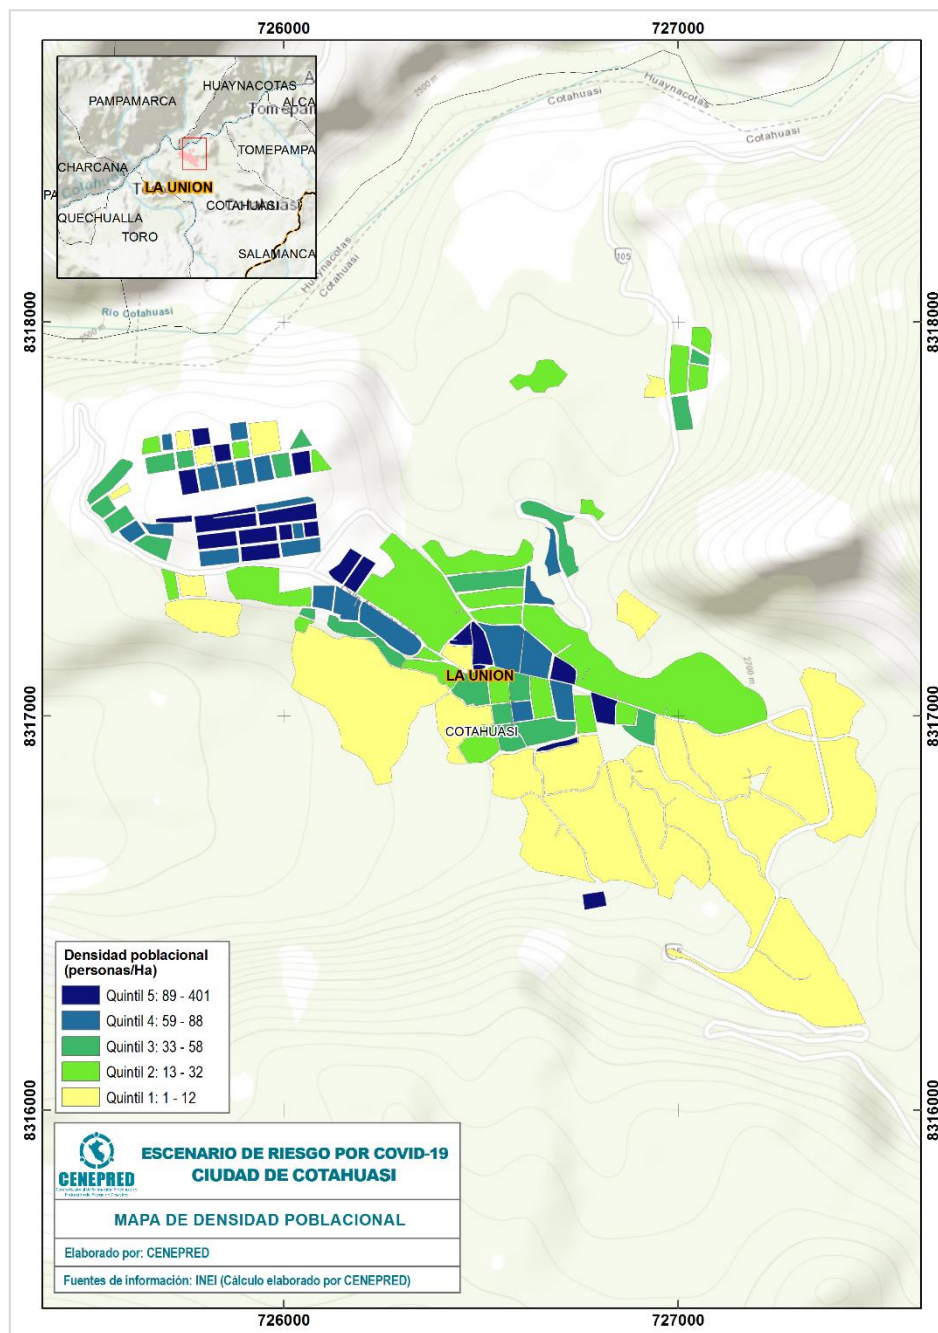 726000
727000
HUAYNACOTAS
PAMPAMARCA
ALCA
TOMEPAMPA
CHARCANA
LA UNION
QUECHUALLA
COTAHUASI
TORO
SALAMANCA
2500 m
Huaynacotas
Cotahuasi
Cotahuasi
Huaynacotas
Cotahuasi
105
Río Cotahuasi
2500 m
8318000
8318000
2700 m
LA UNION
8317000
8317000
COTAHUASI
Densidad poblacional
(personas/Ha)
Quintil 5: 89 - 401
Quintil 4: 59 - 88
Quintil 3: 33 - 58
Quintil 2: 13 - 32
Quintil 1: 1 - 12
8316000
8316000
CENEPRED
ESCENARIO DE RIESGO POR COVID-19
CIUDAD DE COTAHUASI
MAPA DE DENSIDAD POBLACIONAL
Elaborado por: CENEPRED
Fuentes de información: INEI (Cálculo elaborado por CENEPRED)
726000
727000